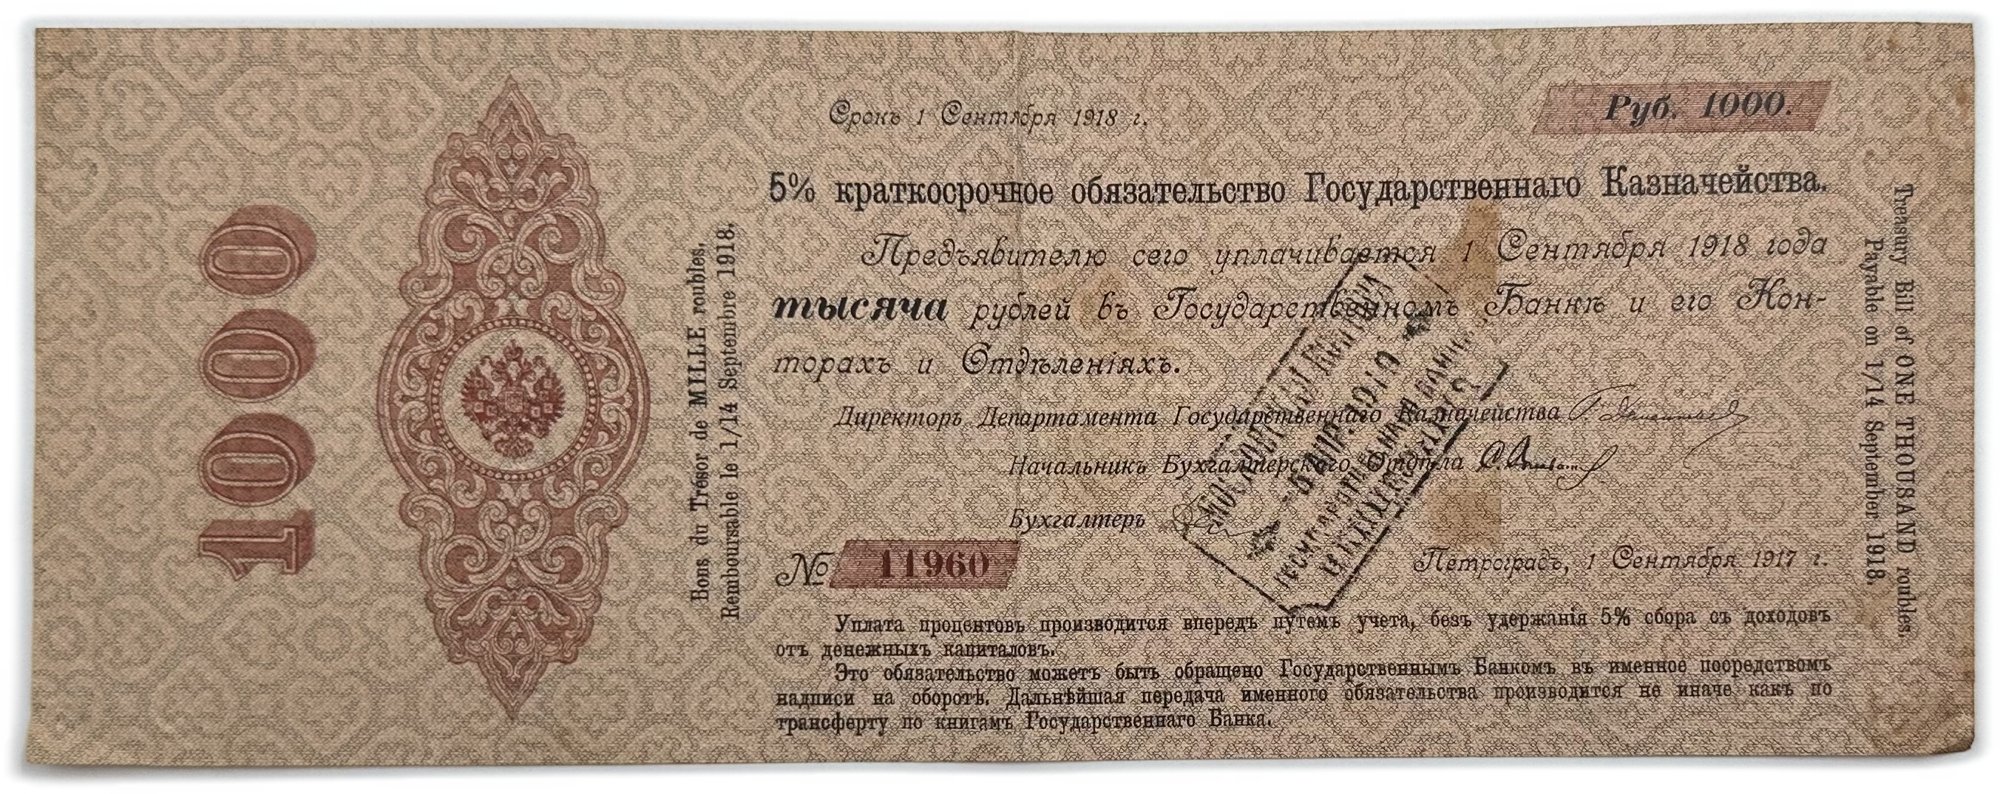 1000
Bons du Trésor de MILLE roubles.
Remboursable le 1/14 Septembre 1918.
Срокъ 1 Сентября 1918 г.
Руб. 1000.
5% краткосрочное обязательство Государственнаго Казначейства.
Предъявителю сего уплачивается 1 Сентября 1918 года
тысяча рублей въ Государственномъ Банкѣ и его Кон-
торахъ и Отдѣленіяхъ.
Директоръ Департамента Государственнаго Казначейства
Начальникъ Бухгалтерскаго Отдѣла
Бухгалтеръ
№ 11960
Петроградъ, 1 Сентября 1917 г.
МОСКОВСКАЯ КОНТОРА
Уплата процентовъ производится впередъ путемъ учета, безъ удержанія 5% сбора съ доходовъ
отъ денежныхъ капиталовъ.
Это обязательство можетъ быть обращено Государственнымъ Банкомъ въ именное посредствомъ
надписи на оборотѣ. Дальнѣйшая передача именного обязательства производится не иначе какъ по
трансферту по книгамъ Государственнаго Банка.
Treasury Bill of ONE THOUSAND roubles.
Payable on 1/14 September 1918.